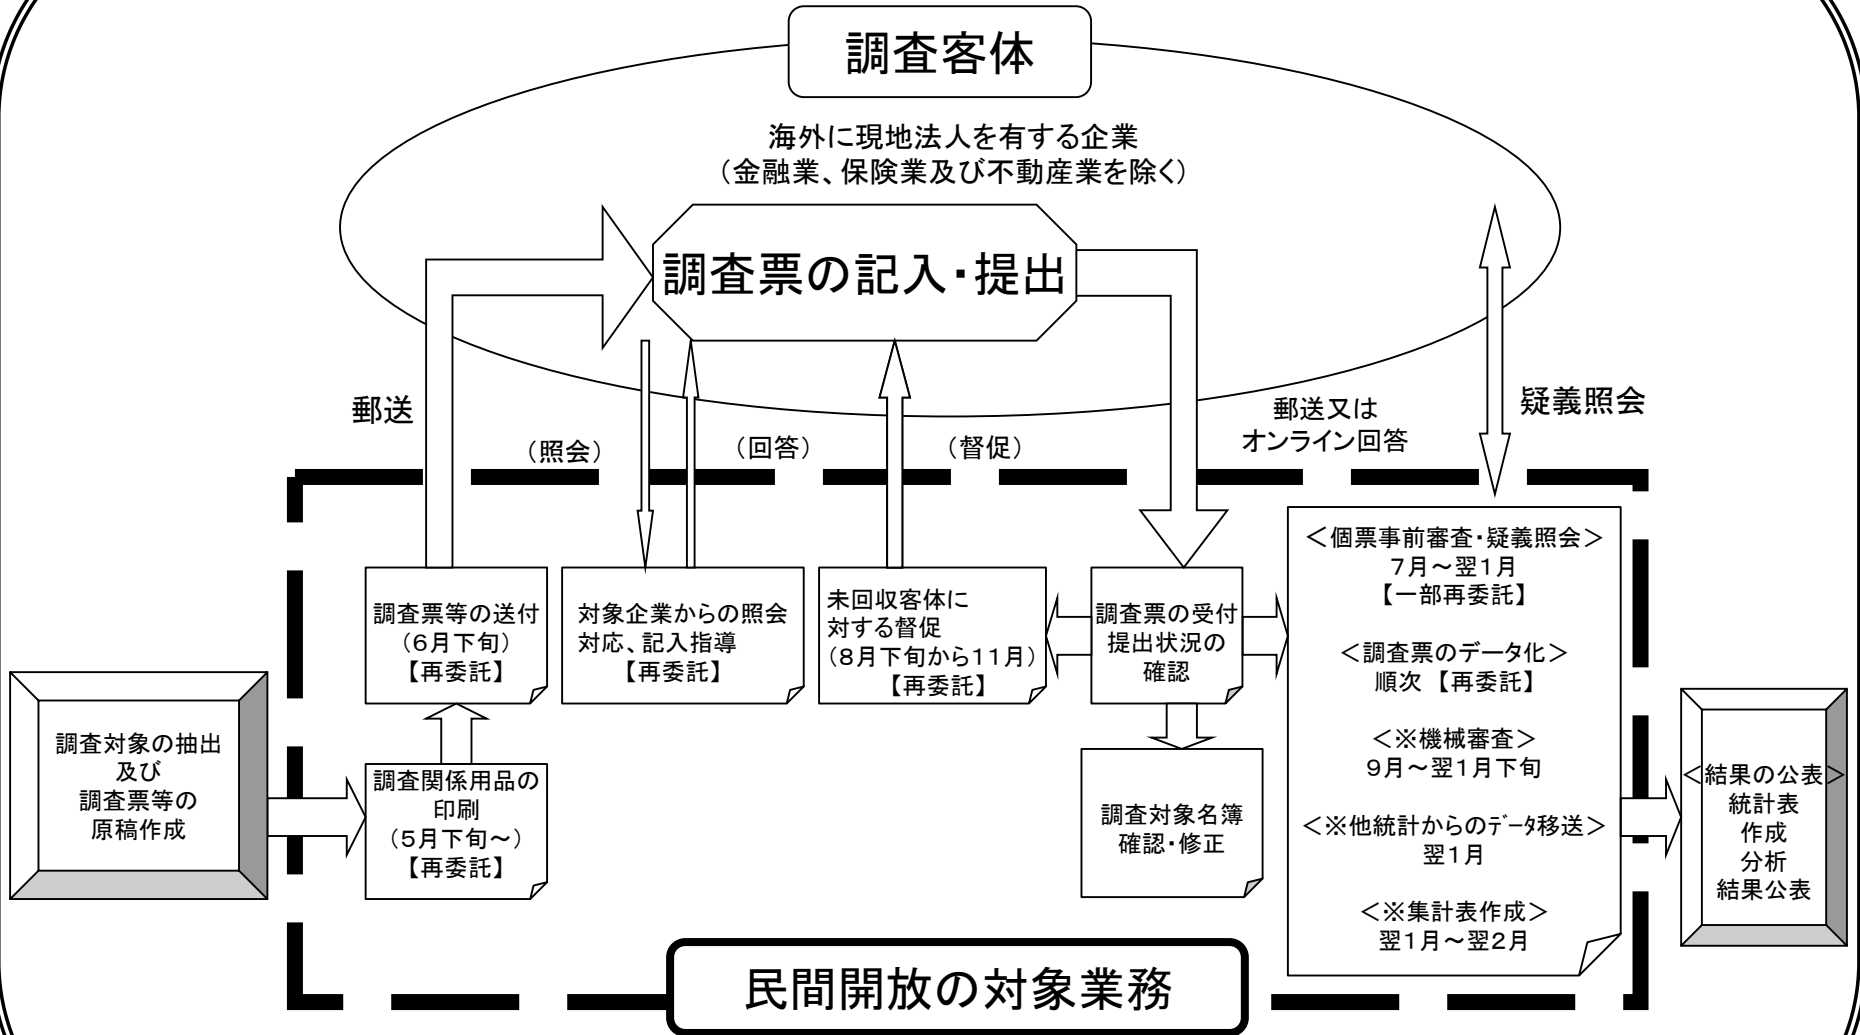 調査客体
海外に現地法人を有する企業
（金融業、保険業及び不動産業を除く）
調査票の記入・提出
郵送
（照会）
（回答）
（督促）
郵送又は
オンライン回答
疑義照会
調査票等の送付
（６月下旬）
【再委託】
対象企業からの照会
対応、記入指導
【再委託】
未回収客体に
対する督促
（８月下旬から１１月）
【再委託】
調査票の受付
提出状況の
確認
＜個票事前審査・疑義照会＞
７月～翌１月
【一部再委託】
＜調査票のデータ化＞
順次 【再委託】
＜※機械審査＞
９月～翌１月下旬
＜※他統計からのﾃﾞｰﾀ移送＞
翌１月
＜※集計表作成＞
翌１月～翌２月
調査対象の抽出
及び
調査票等の
原稿作成
調査関係用品の
印刷
（５月下旬～）
【再委託】
調査対象名簿
確認・修正
＜結果の公表＞
統計表
作成
分析
結果公表
民間開放の対象業務